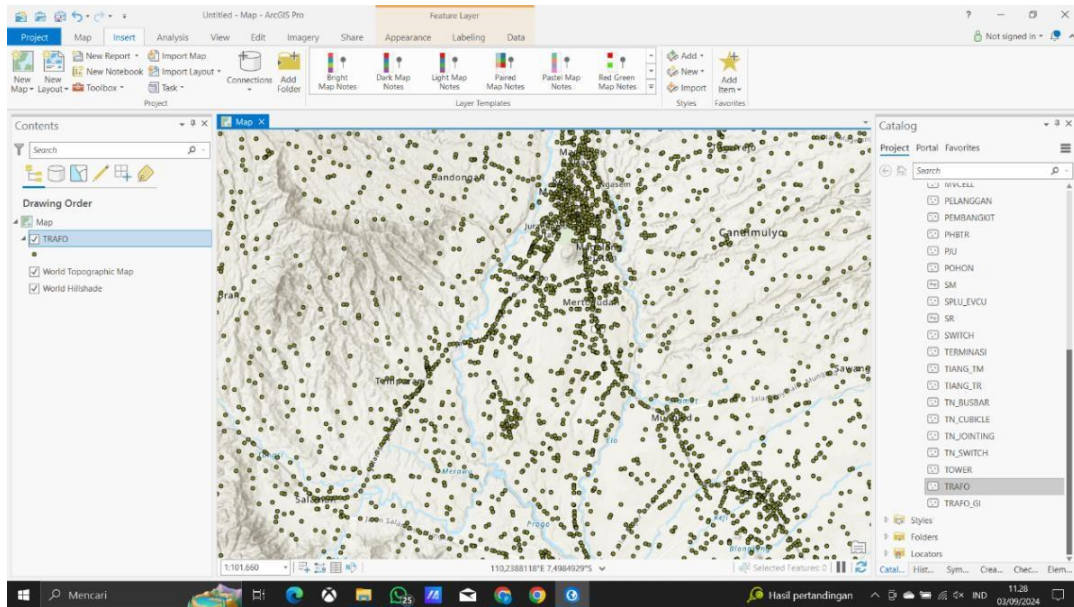 Untitled - Map - ArcGIS Pro
Feature Layer
Project Map Insert Analysis View Edit Imagery Share Appearance Labeling Data
Not signed in
New Map
New Layout
New Report
New Notebook
Toolbox
Import Map
Import Layout
Task
Connections
Add Folder
Bright Map Notes
Dark Map Notes
Light Map Notes
Paired Map Notes
Pastel Map Notes
Red Green Map Notes
Add
New
Import
Add Item
Project
Layer Templates
Styles
Favorites
Contents
Search
Drawing Order
Map
TRAFO
World Topographic Map
World Hillshade
Map
Bandongan
Ngasem
Candimulyo
Mertoyudan
Tempuran
Sawang
Mungkid
Elo
Merawu
Salaman
Progo
1:101.660
110,2388118°E 7,4984929°S
Selected Features: 0
Catalog
Project Portal Favorites
Search
MVCELL
PELANGGAN
PEMBANGKIT
PHBTR
PJU
POHON
SM
SPLU_EVCU
SR
SWITCH
TERMINASI
TIANG_TM
TIANG_TR
TN_BUSBAR
TN_CUBICLE
TN_JOINTING
TN_SWITCH
TOWER
TRAFO
TRAFO_GI
Styles
Folders
Locators
Catal... Hist... Sym... Crea... Chec... Elem...
Mencari
Hasil pertandingan
IND
11.28
03/09/2024